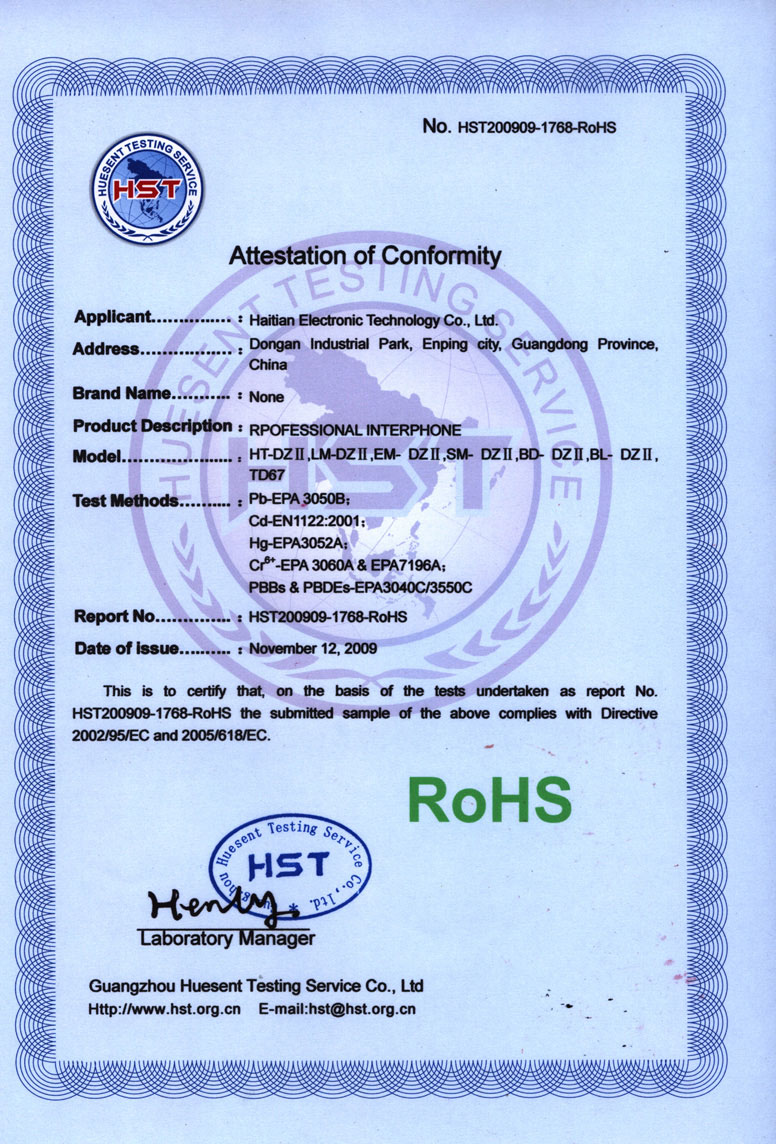 No. HST200909-1768-RoHS
HUESENT TESTING SERVICE
HST
Attestation of Conformity
HUESENT TESTING SERVICE
HST
Applicant.............. : Haitian Electronic Technology Co., Ltd.
Address................. : Dongan Industrial Park, Enping city, Guangdong Province,
China
Brand Name........... : None
Product Description : RPOFESSIONAL INTERPHONE
Model..................... : HT-DZⅡ,LM-DZⅡ,EM- DZⅡ,SM- DZⅡ,BD- DZⅡ,BL- DZⅡ,
TD67
Test Methods.......... : Pb-EPA 3050B;
Cd-EN1122:2001;
Hg-EPA3052A;
Cr⁶⁺-EPA 3060A & EPA7196A;
PBBs & PBDEs-EPA3040C/3550C
Report No.............. : HST200909-1768-RoHS
Date of issue.......... : November 12, 2009
This is to certify that, on the basis of the tests undertaken as report No.
HST200909-1768-RoHS the submitted sample of the above complies with Directive
2002/95/EC and 2005/618/EC.
RoHS
Huesent Testing Service Co., Ltd.
HST
Henly
Laboratory Manager
Guangzhou Huesent Testing Service Co., Ltd
Http://www.hst.org.cn E-mail:hst@hst.org.cn